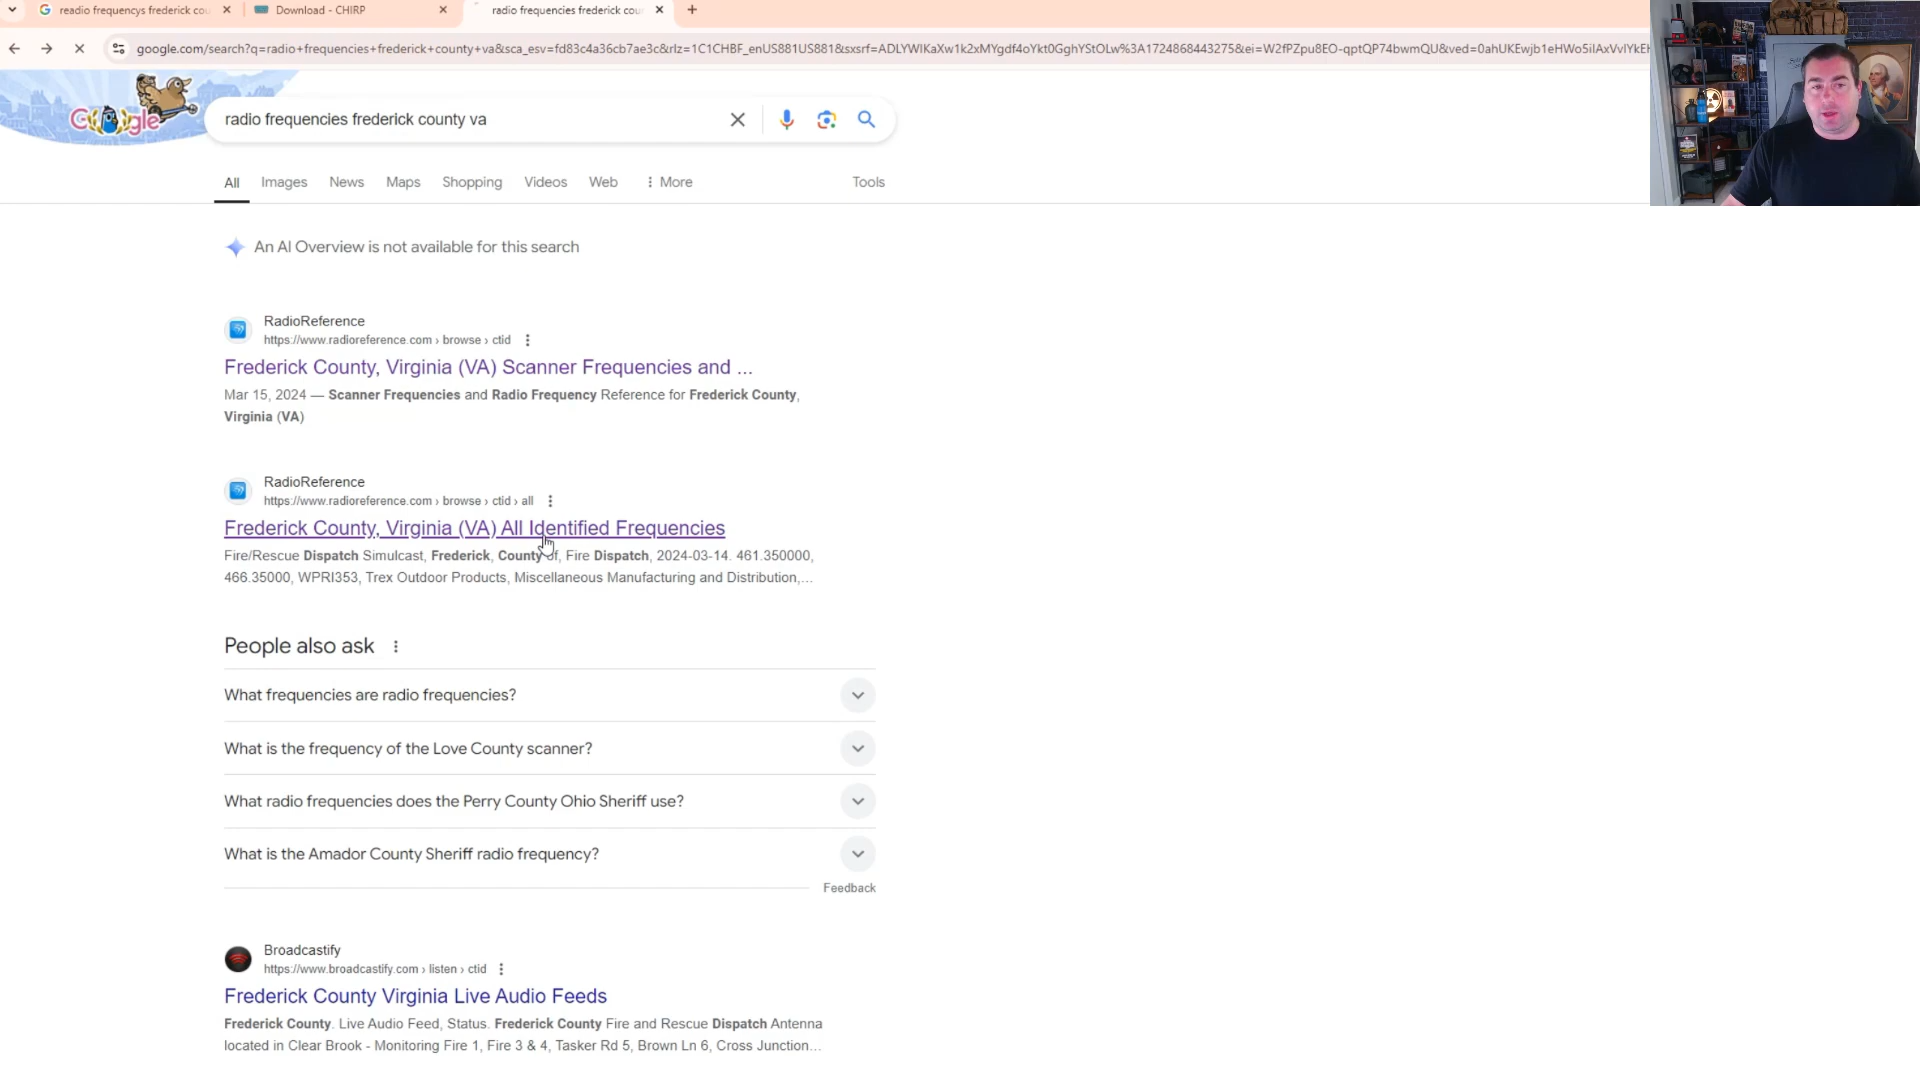 readio frequencys frederick cou
Download - CHIRP
radio frequencies frederick cou
google.com/search?q=radio+frequencies+frederick+county+va&sca_esv=fd83c4a36cb7ae3c&rlz=1C1CHBF_enUS881US881&sxsrf=ADLYWIKaXw1k2xMYgdf4oYkt0GghYStOLw%3A1724868443275&ei=W2fPZpu8EO-qptQP74bwmQU&ved=0ahUKEwjb1eHWo5iIAxVvlYkEH
Google
radio frequencies frederick county va
All
Images
News
Maps
Shopping
Videos
Web
More
Tools
An AI Overview is not available for this search
RadioReference
https://www.radioreference.com › browse › ctid
Frederick County, Virginia (VA) Scanner Frequencies and ...
Mar 15, 2024 — Scanner Frequencies and Radio Frequency Reference for Frederick County,
Virginia (VA)
RadioReference
https://www.radioreference.com › browse › ctid › all
Frederick County, Virginia (VA) All Identified Frequencies
Fire/Rescue Dispatch Simulcast, Frederick, County of, Fire Dispatch, 2024-03-14. 461.350000,
466.35000, WPRI353, Trex Outdoor Products, Miscellaneous Manufacturing and Distribution,...
People also ask
What frequencies are radio frequencies?
What is the frequency of the Love County scanner?
What radio frequencies does the Perry County Ohio Sheriff use?
What is the Amador County Sheriff radio frequency?
Feedback
Broadcastify
https://www.broadcastify.com › listen › ctid
Frederick County Virginia Live Audio Feeds
Frederick County. Live Audio Feed, Status. Frederick County Fire and Rescue Dispatch Antenna
located in Clear Brook - Monitoring Fire 1, Fire 3 & 4, Tasker Rd 5, Brown Ln 6, Cross Junction...